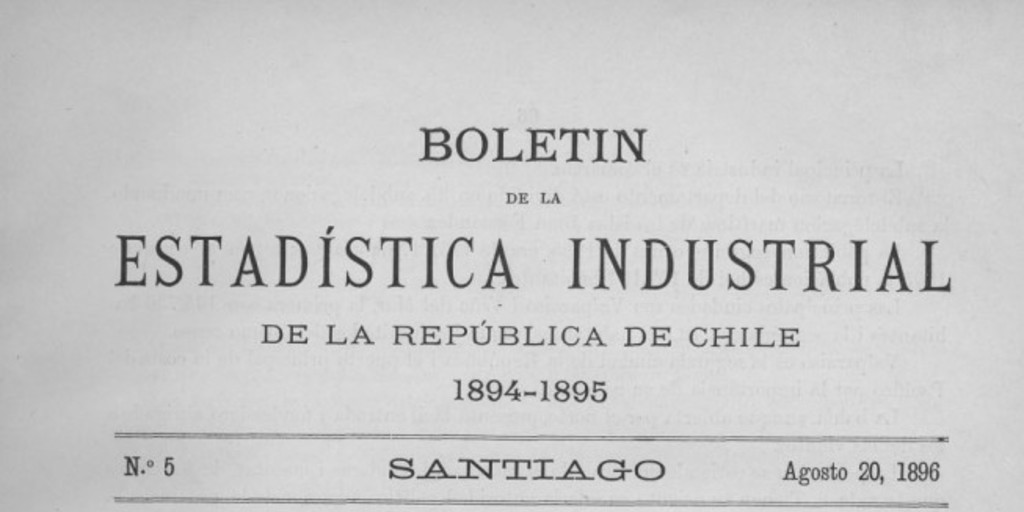 BOLETIN
DE LA
ESTADÍSTICA INDUSTRIAL
DE LA REPÚBLICA DE CHILE
1894-1895
N.º 5 SANTIAGO Agosto 20, 1896